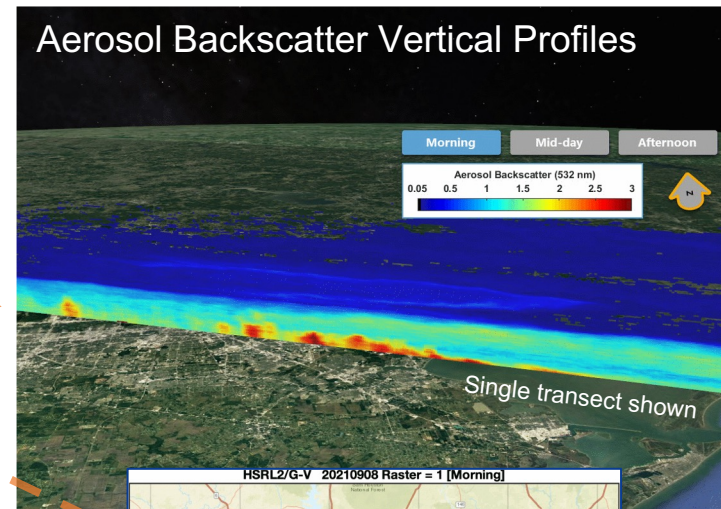 Aerosol Backscatter Vertical Profiles
Morning Mid-day Afternoon
Aerosol Backscatter (532 nm)
0.05 0.5 1 1.5 2 2.5 3
N
Single transect shown
HSRL2/G-V 20210908 Raster = 1 [Morning]